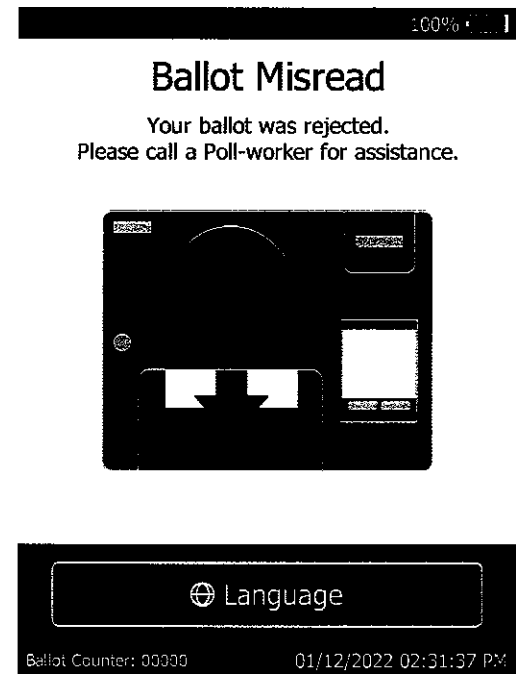 100%
Ballot Misread
Your ballot was rejected.
Please call a Poll-worker for assistance.
Language
Ballot Counter: 00000
01/12/2022 02:31:37 PM